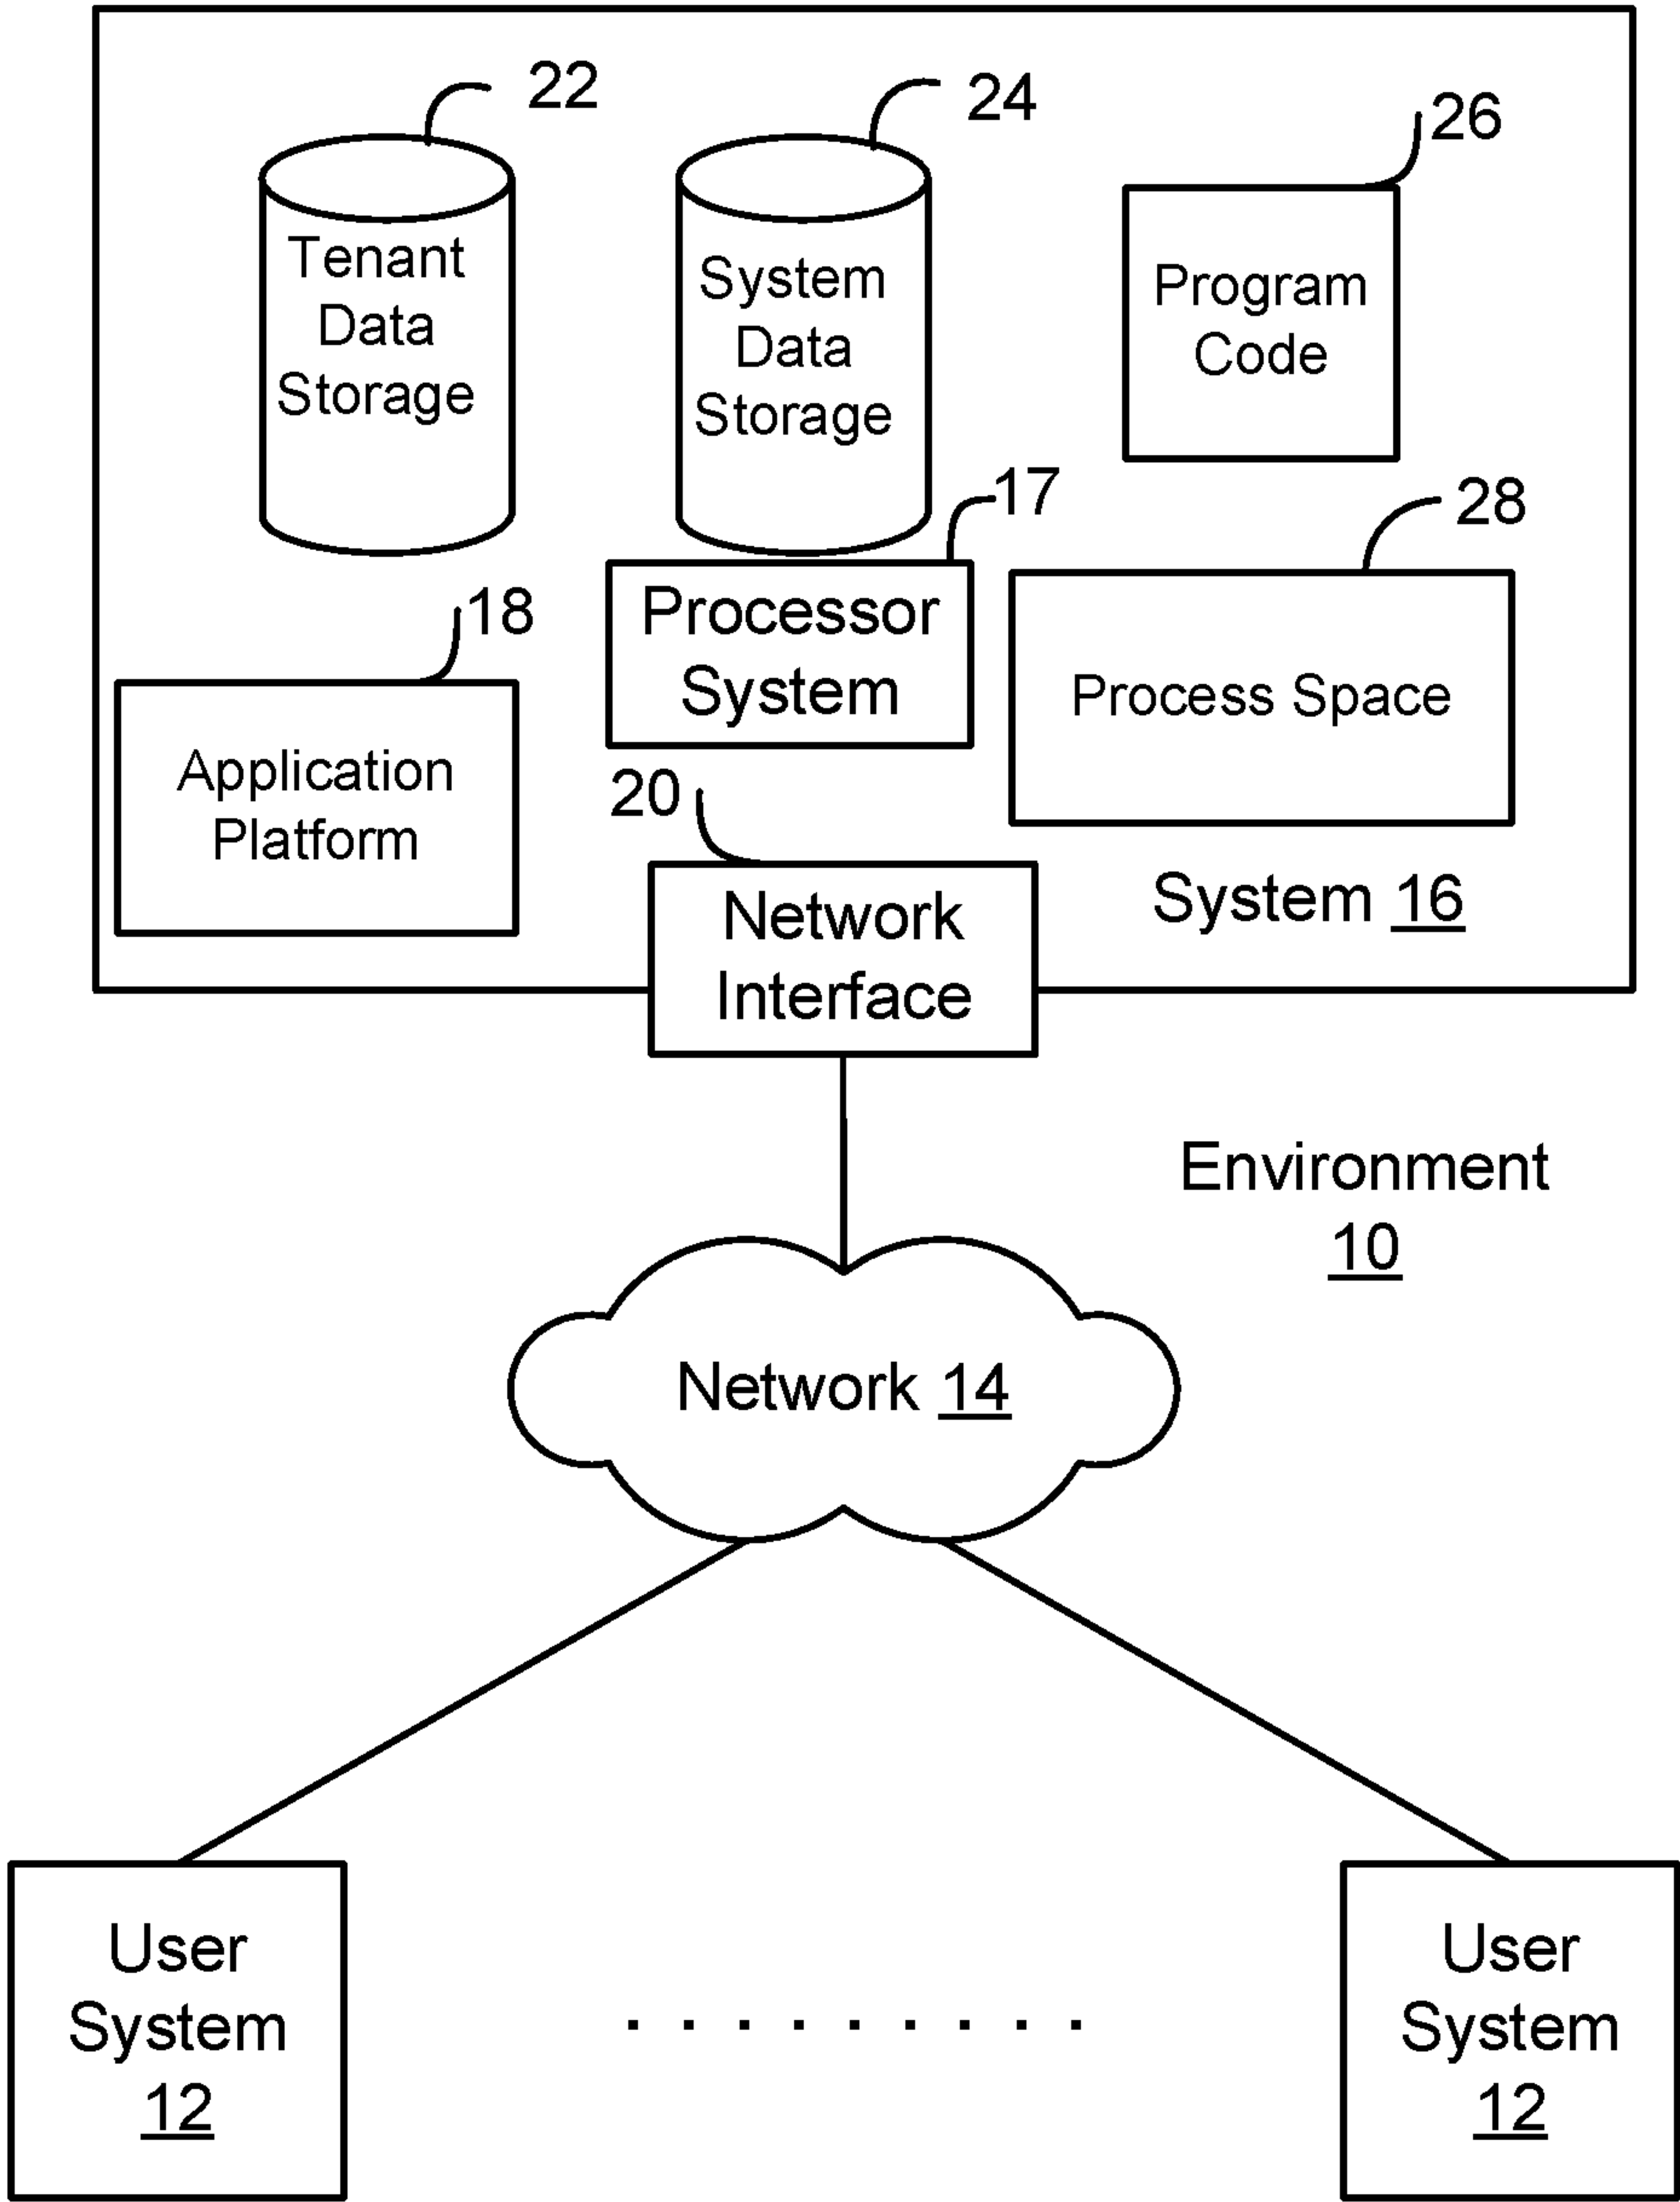 22
24
26
Tenant
Data
Storage
System
Data
Storage
Program
Code
17
28
18
Processor
System
Process Space
Application
Platform
20
Network
Interface
System 16
Environment
10
Network 14
User
System
12
. . . . . . . . .
User
System
12